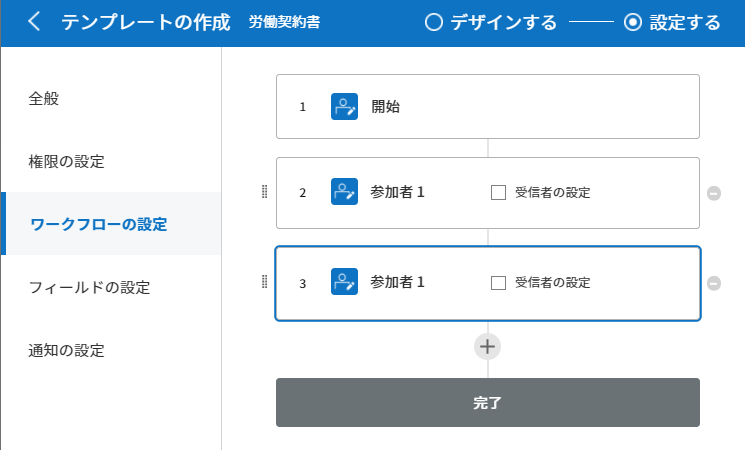 テンプレートの作成 労働契約書 デザインする 設定する
全般
権限の設定
ワークフローの設定
フィールドの設定
通知の設定
1 開始
2 参加者 1 受信者の設定
3 参加者 1 受信者の設定
完了